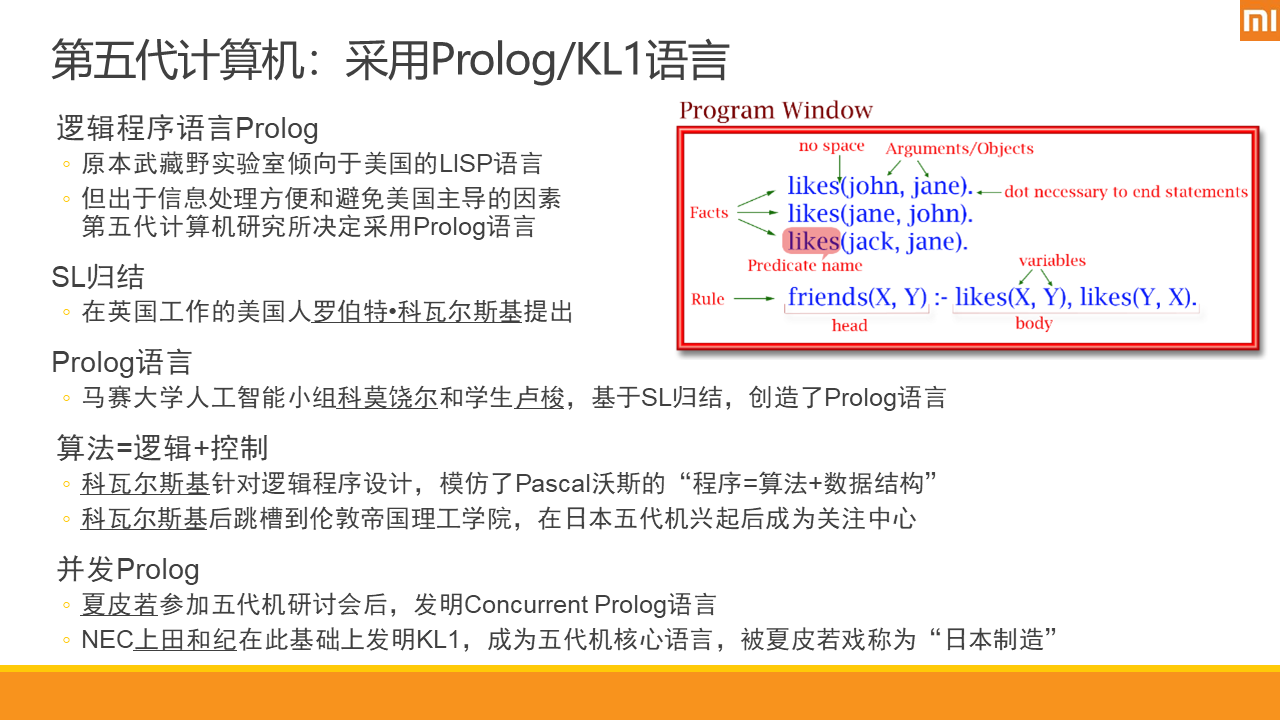 第五代计算机：采用Prolog/KL1语言
逻辑程序语言Prolog
原本武藏野实验室倾向于美国的LISP语言
但出于信息处理方便和避免美国主导的因素
第五代计算机研究所决定采用Prolog语言
SL归结
在英国工作的美国人罗伯特•科瓦尔斯基提出
Prolog语言
马赛大学人工智能小组科莫饶尔和学生卢梭，基于SL归结，创造了Prolog语言
算法=逻辑+控制
科瓦尔斯基针对逻辑程序设计，模仿了Pascal沃斯的“程序=算法+数据结构”
科瓦尔斯基后跳槽到伦敦帝国理工学院，在日本五代机兴起后成为关注中心
并发Prolog
夏皮若参加五代机研讨会后，发明Concurrent Prolog语言
NEC上田和纪在此基础上发明KL1，成为五代机核心语言，被夏皮若戏称为“日本制造”
Program Window
no space
Arguments/Objects
likes(john, jane).
dot necessary to end statements
Facts
likes(jane, john).
likes(jack, jane).
Predicate name
variables
Rule
friends(X, Y) :- likes(X, Y), likes(Y, X).
head
body
mi